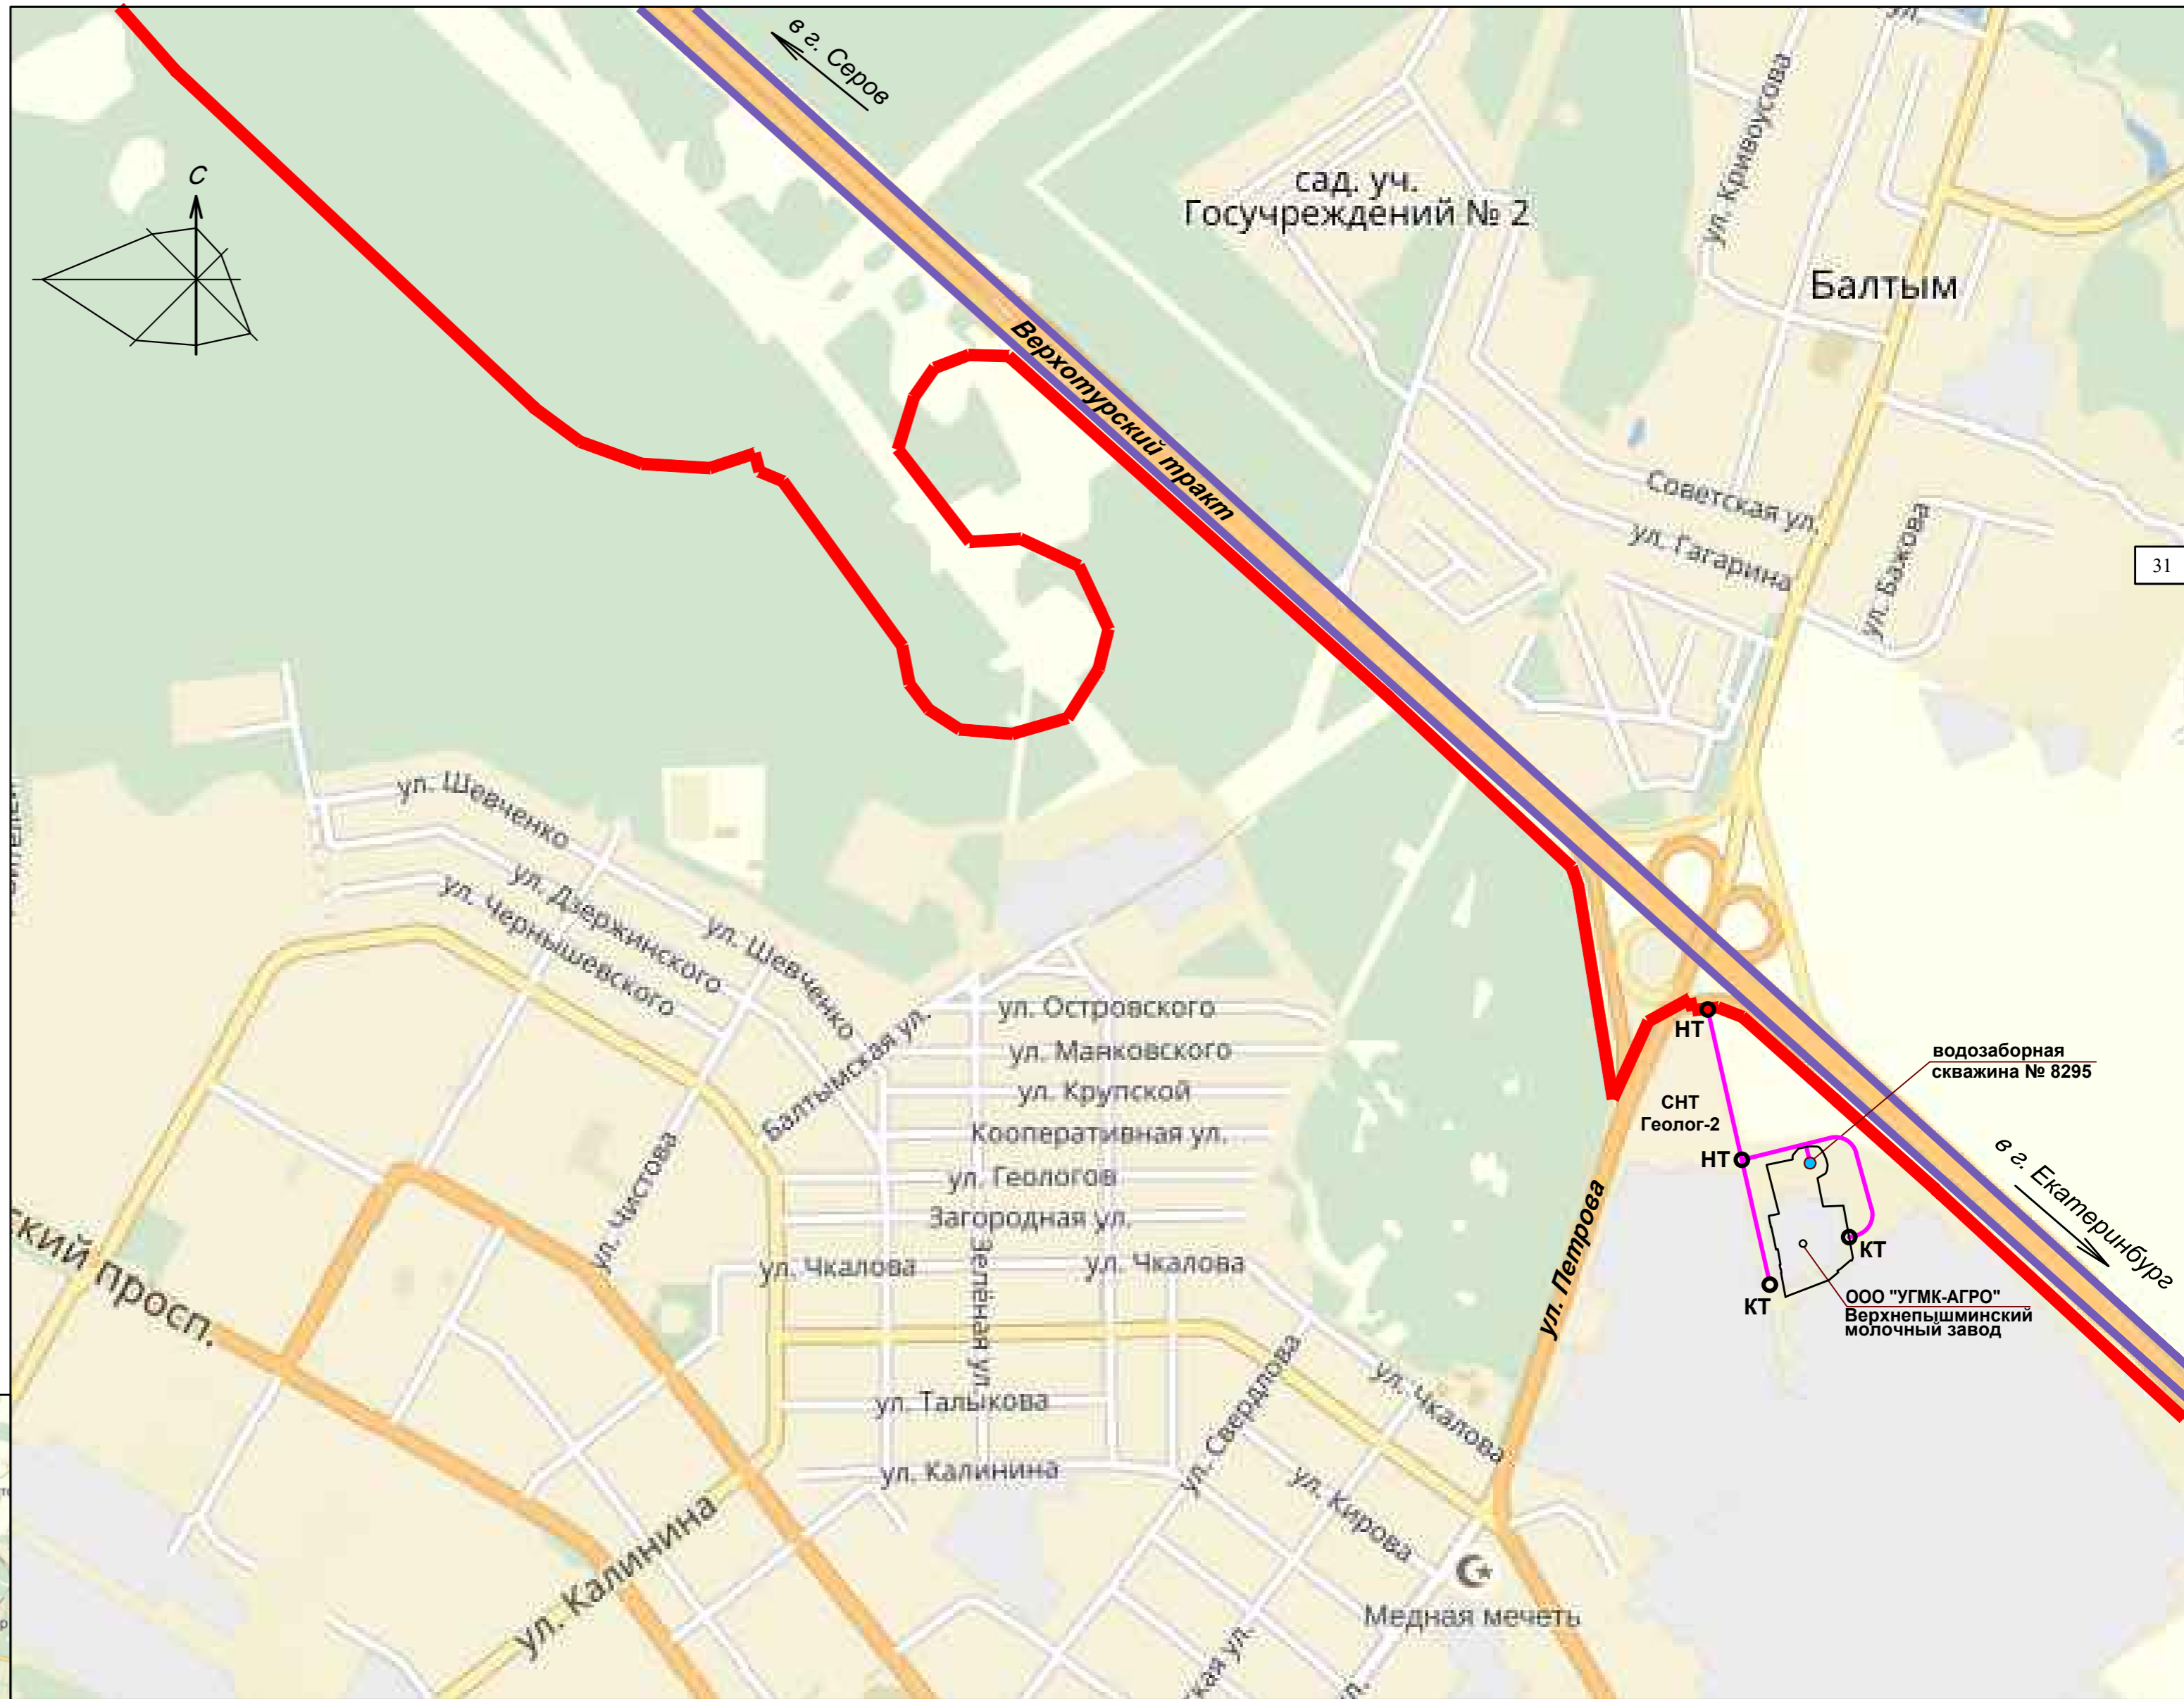 в г. Серов
С
сад. уч.
Госучреждений № 2
ул. Кривоусова
Балтым
Верхотурский тракт
Советская ул.
ул. Гагарина
ул. Бажова
31
ул. Шевченко
ул. Дзержинского
ул. Чернышевского
ул. Шевченко
Балтымская ул.
ул. Островского
ул. Маяковского
ул. Крупской
Кооперативная ул.
ул. Геологов
Загородная ул.
ул. Чкалова
ул. Чкалова
Зелёная ул.
ул. Чистова
ул. Талыкова
ул. Калинина
ул. Калинина
ский просп.
ул. Свердлова
ул. Чкалова
ул. Кирова
Медная мечеть
кая ул.
ул. Петрова
НТ
СНТ
Геолог-2
НТ
водозаборная
скважина № 8295
КТ
КТ
ООО "УГМК-АГРО"
Верхнепышминский
молочный завод
в г. Екатеринбург